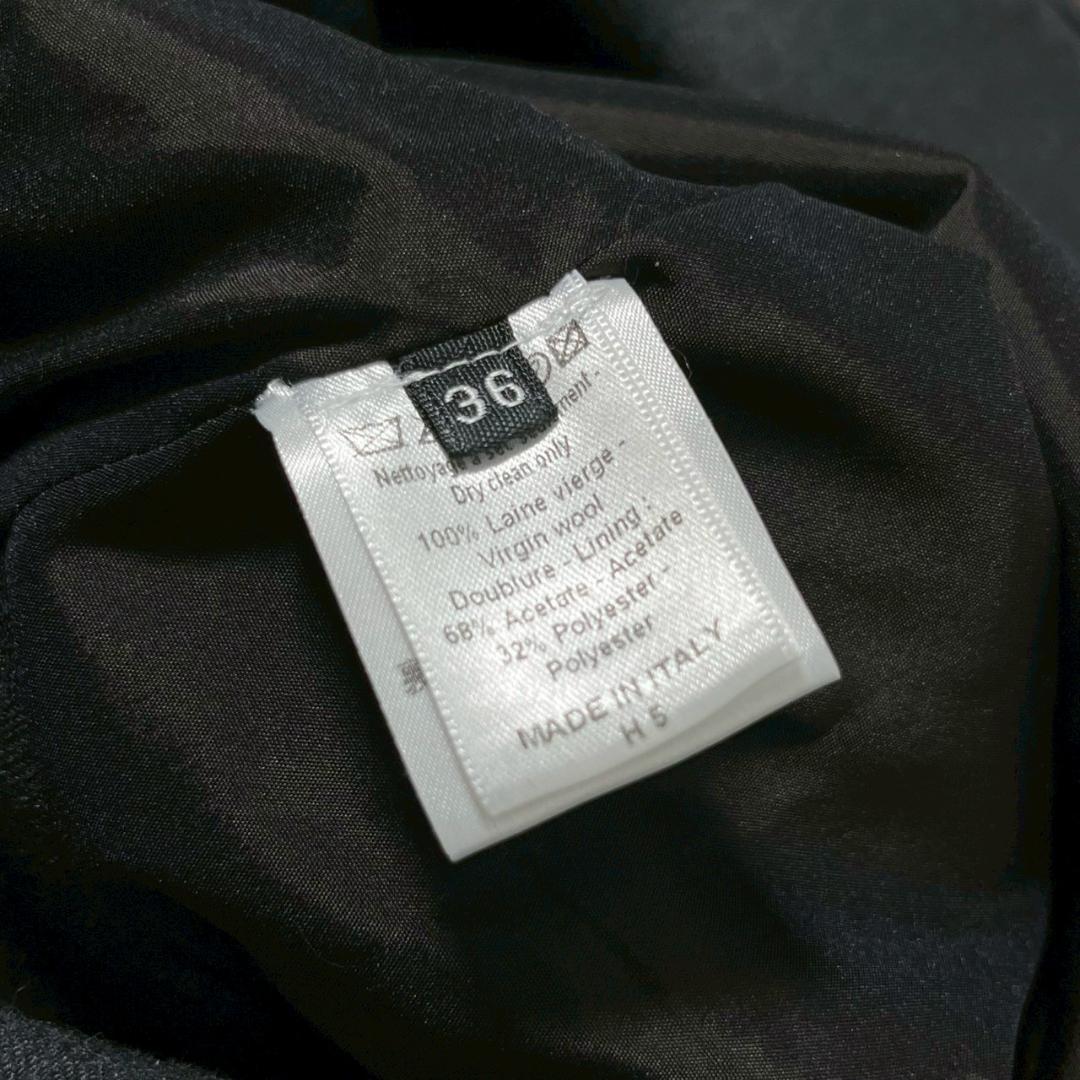 36
Nettoyage à sec
Dry clean only
100% Laine vierge -
Virgin wool
Doublure - Lining :
68% Acetate - Acetate
32% Polyester -
Polyester
MADE IN ITALY
H 5